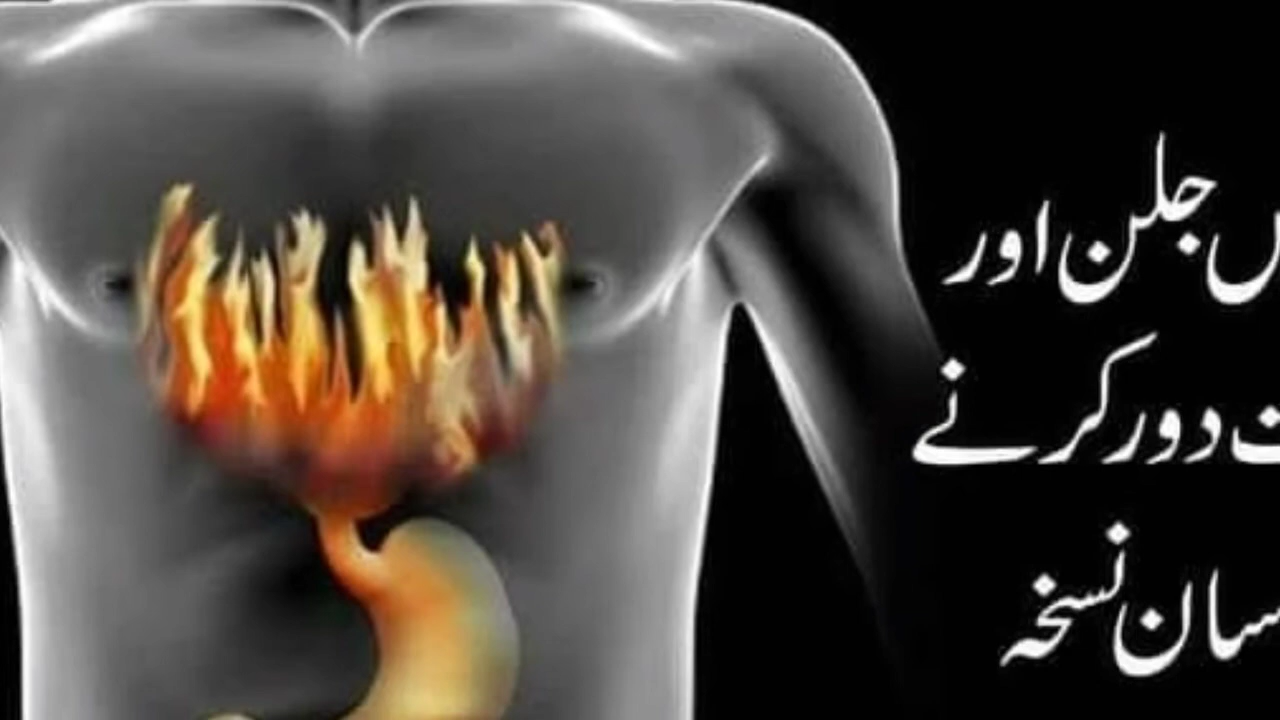 جلن اور
دور کرنے
نسخہ